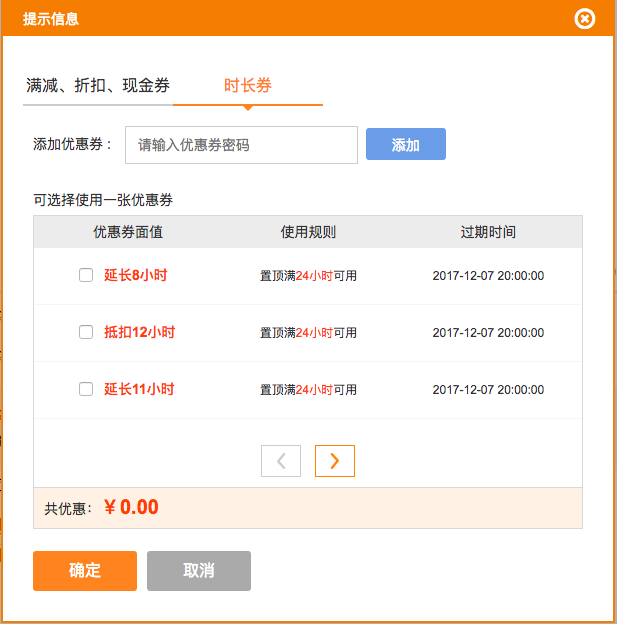 提示信息
满减、折扣、现金券 时长券
添加优惠券： 请输入优惠券密码 添加
可选择使用一张优惠券
优惠券面值 使用规则 过期时间
延长8小时 置顶满24小时可用 2017-12-07 20:00:00
抵扣12小时 置顶满24小时可用 2017-12-07 20:00:00
延长11小时 置顶满24小时可用 2017-12-07 20:00:00
共优惠：￥0.00
确定 取消